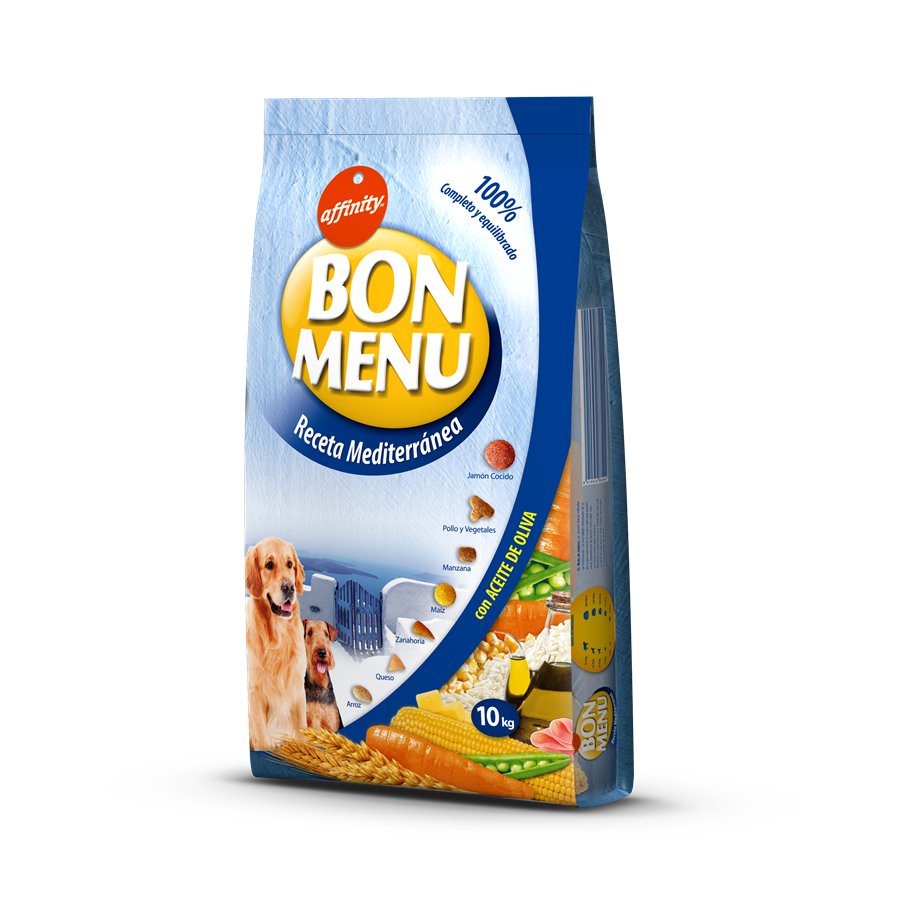 affinity
100%
Completo y equilibrado
BON
MENU
Receta Mediterránea
Jamón Cocido
Pollo y Vegetales
Manzana
Maíz
Zanahoria
Queso
Arroz
con ACEITE DE OLIVA
10 kg
BON
MENU